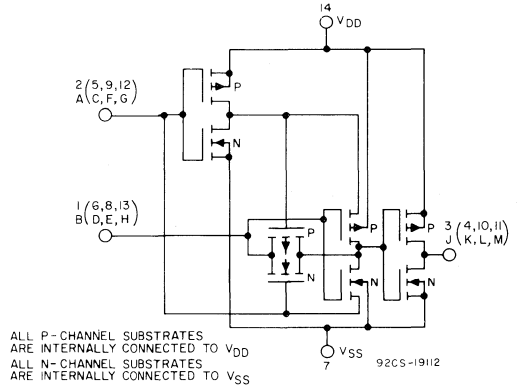 14
VDD
2(5,9,12)
A(C,F,G)
P
N
1(6,8,13)
B(D,E,H)
P
N
P
N
P
N
3(4,10,11)
J(K,L,M)
VSS
7
92CS-19112
ALL P-CHANNEL SUBSTRATES
ARE INTERNALLY CONNECTED TO VDD
ALL N-CHANNEL SUBSTRATES
ARE INTERNALLY CONNECTED TO VSS